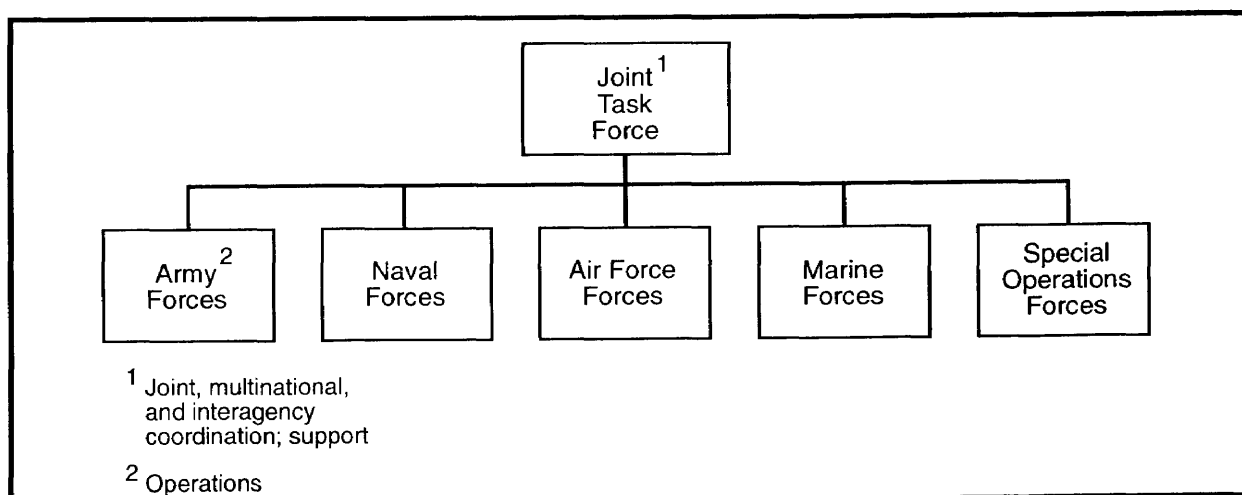 Joint 1
Task
Force
Army 2
Forces
Naval
Forces
Air Force
Forces
Marine
Forces
Special
Operations
Forces
1 Joint, multinational,
and interagency
coordination; support
2 Operations